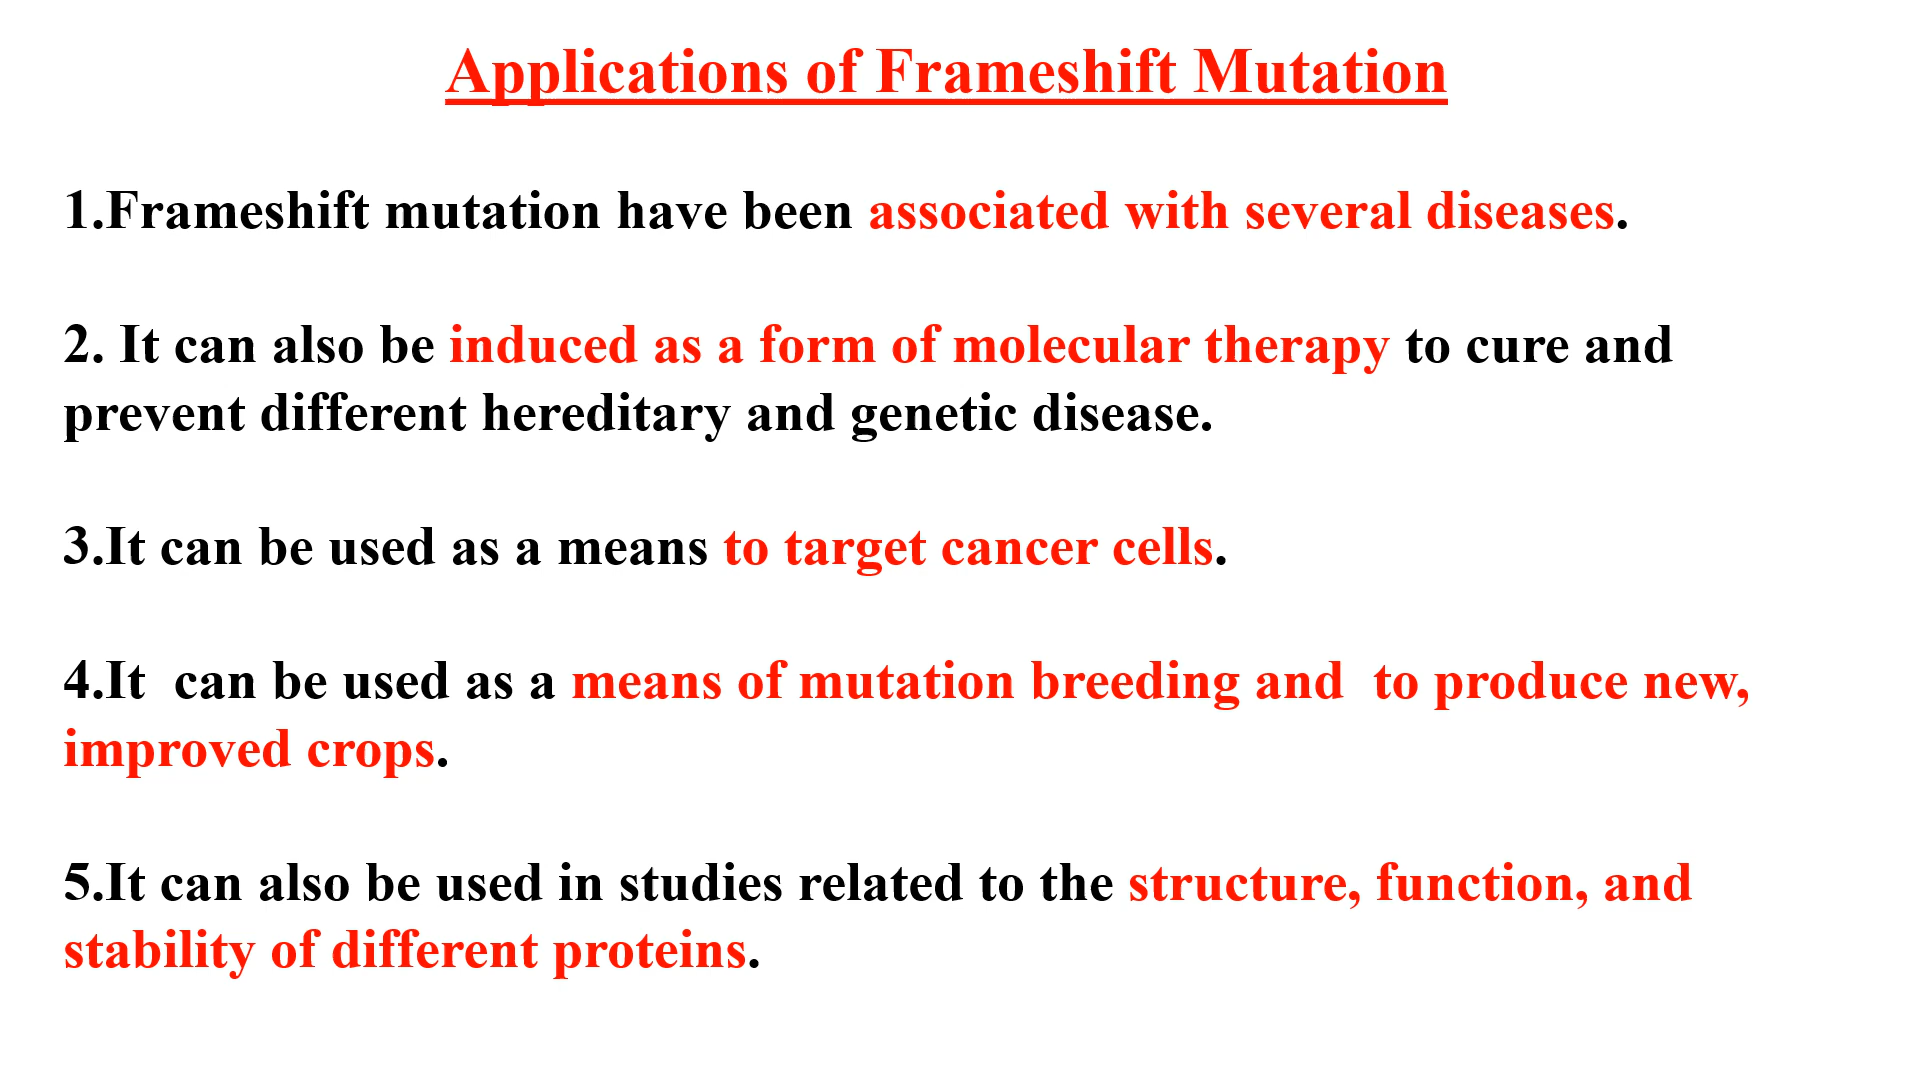 Applications of Frameshift Mutation
1.Frameshift mutation have been associated with several diseases.
2. It can also be induced as a form of molecular therapy to cure and
prevent different hereditary and genetic disease.
3.It can be used as a means to target cancer cells.
4.It  can be used as a means of mutation breeding and  to produce new,
improved crops.
5.It can also be used in studies related to the structure, function, and
stability of different proteins.